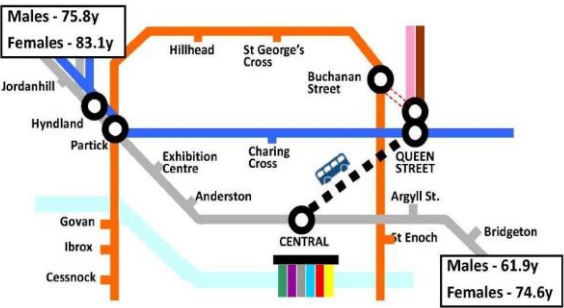 Males - 75.8y
Females - 83.1y
Hillhead
St George's
Cross
Buchanan
Street
Jordanhill
Hyndland
Partick
Exhibition
Centre
Charing
Cross
QUEEN
STREET
Anderston
Argyll St.
Govan
CENTRAL
St Enoch
Bridgeton
Ibrox
Cessnock
Males - 61.9y
Females - 74.6y